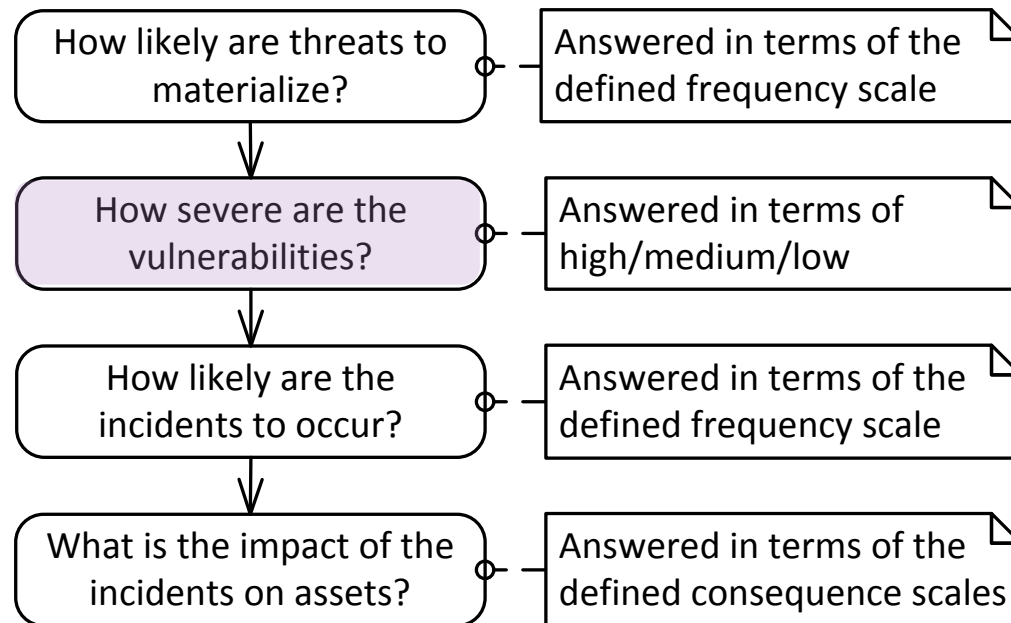 How likely are threats to
materialize?
Answered in terms of the
defined frequency scale
How severe are the
vulnerabilities?
Answered in terms of
high/medium/low
How likely are the
incidents to occur?
Answered in terms of the
defined frequency scale
What is the impact of the
incidents on assets?
Answered in terms of the
defined consequence scales